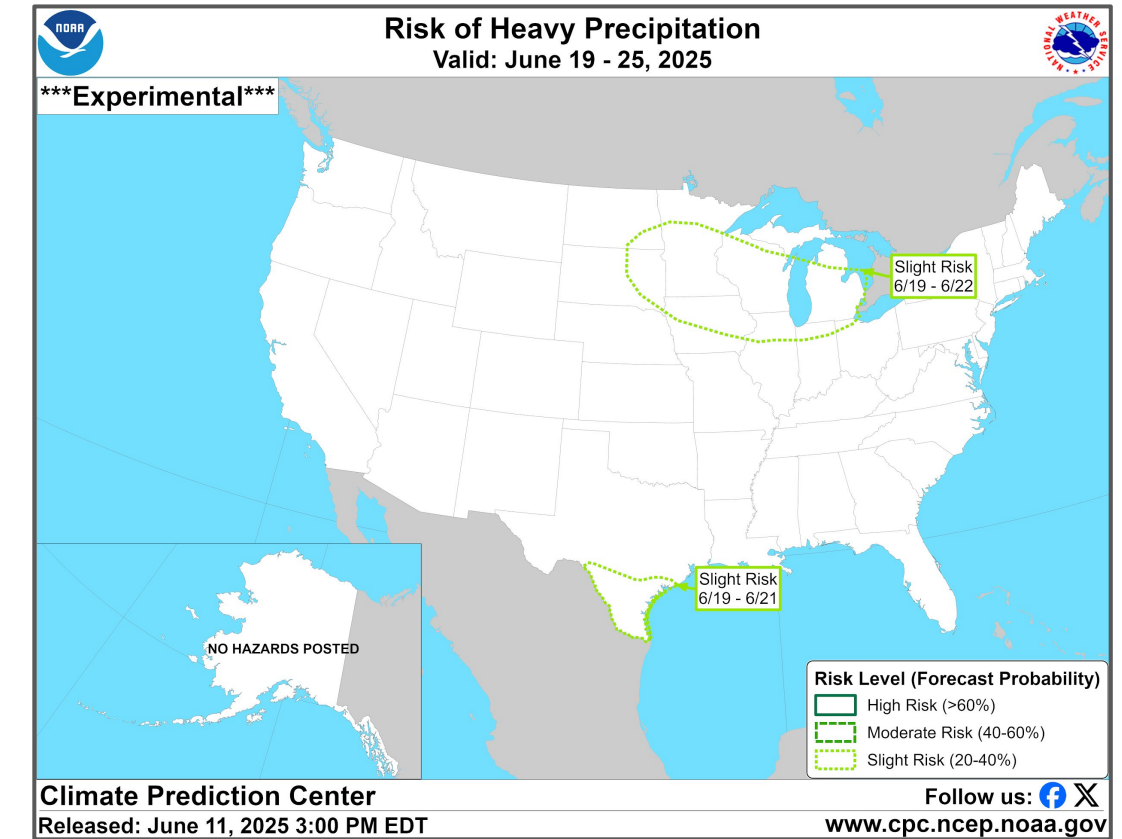 NOAA
Risk of Heavy Precipitation
Valid: June 19 - 25, 2025
NATIONAL WEATHER SERVICE
***Experimental***
Slight Risk
6/19 - 6/22
Slight Risk
6/19 - 6/21
NO HAZARDS POSTED
Risk Level (Forecast Probability)
High Risk (>60%)
Moderate Risk (40-60%)
Slight Risk (20-40%)
Climate Prediction Center
Follow us:
Released: June 11, 2025 3:00 PM EDT
www.cpc.ncep.noaa.gov